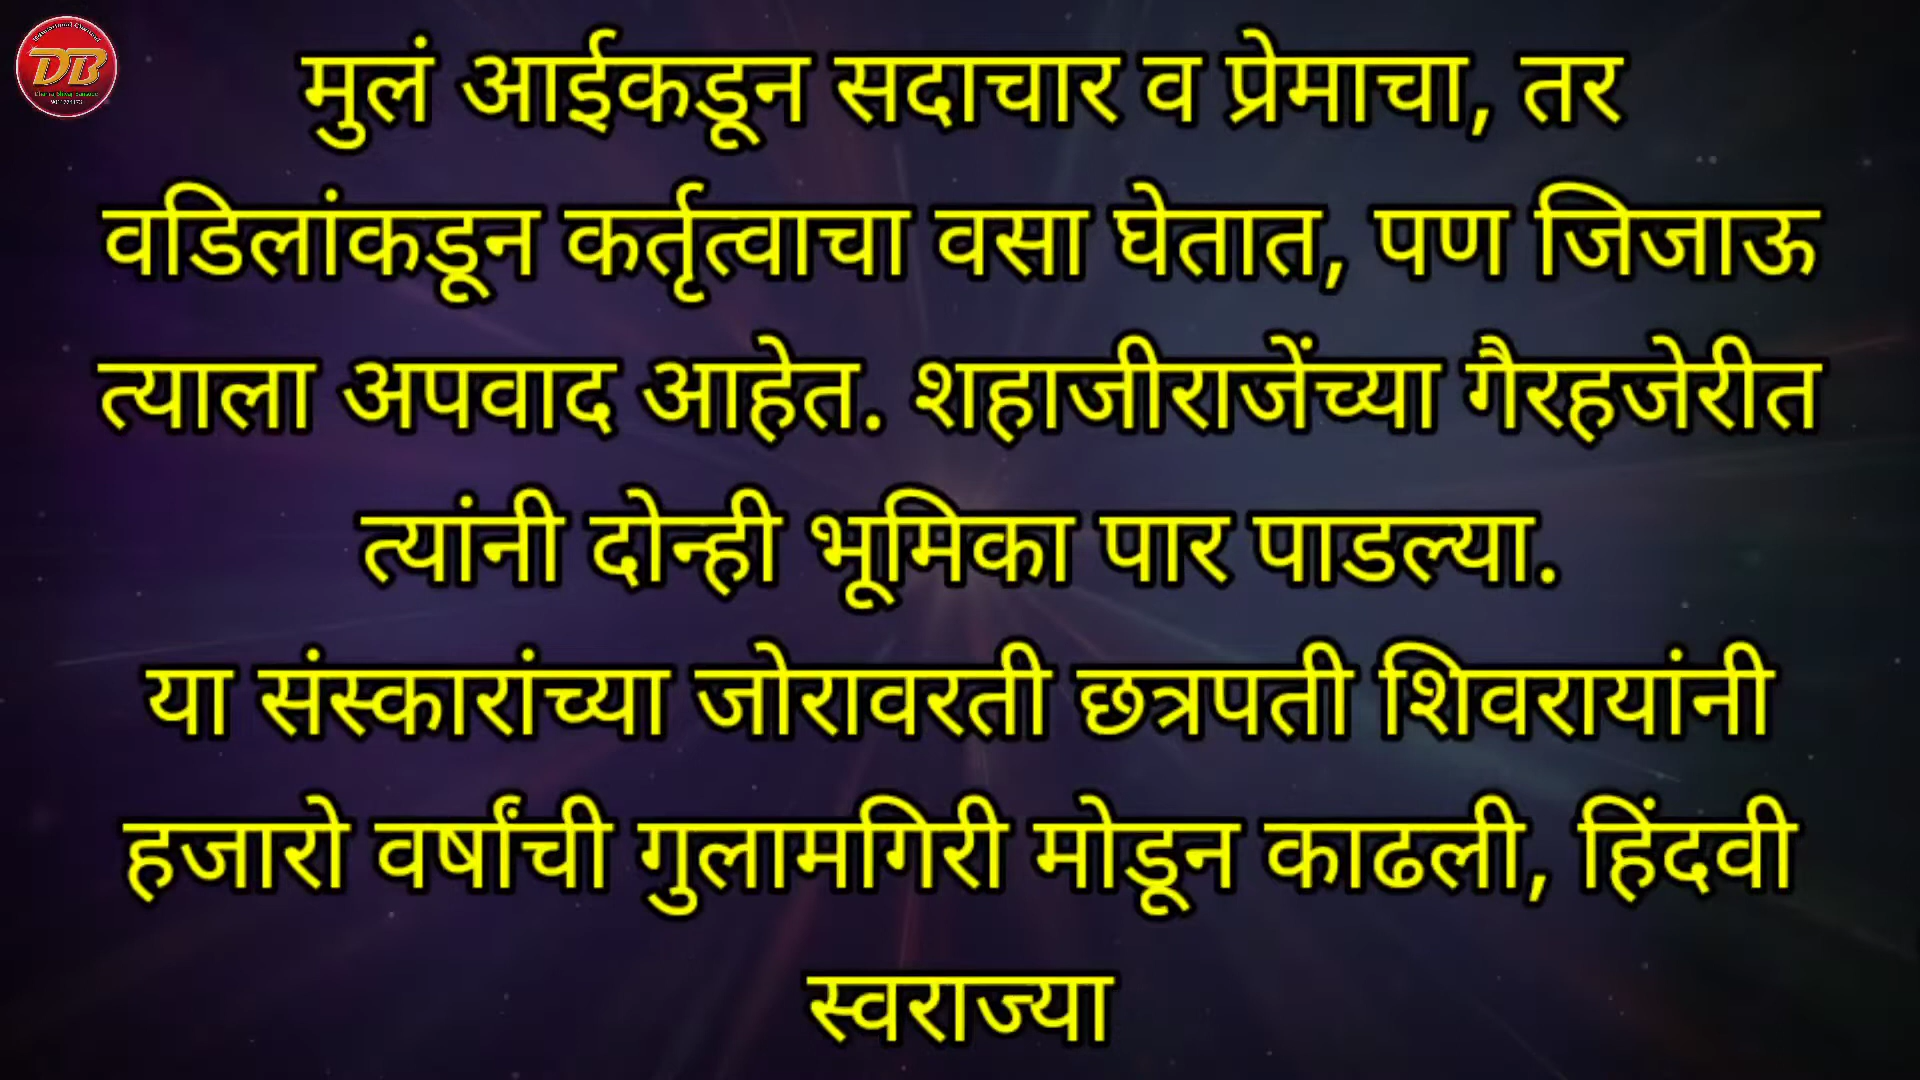 DB
मुलं आईकडून सदाचार व प्रेमाचा, तर
वडिलांकडून कर्तृत्वाचा वसा घेतात, पण जिजाऊ
त्याला अपवाद आहेत. शहाजीराजेंच्या गैरहजेरीत
त्यांनी दोन्ही भूमिका पार पाडल्या.
या संस्कारांच्या जोरावरती छत्रपती शिवरायांनी
हजारो वर्षांची गुलामगिरी मोडून काढली, हिंदवी
स्वराज्या